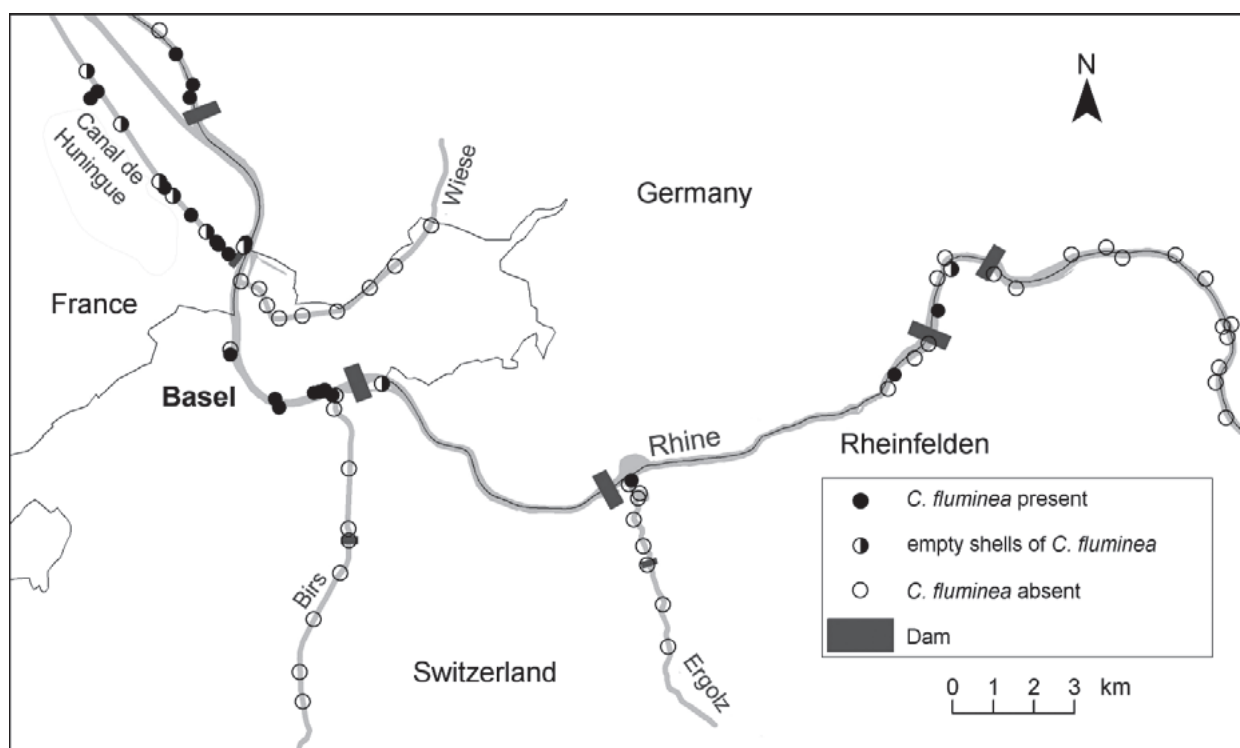 N
Canal de
Huningue
Wiese
Germany
France
Basel
Rhine
Rheinfelden
C. fluminea present
empty shells of C. fluminea
C. fluminea absent
Dam
Birs
Switzerland
Ergolz
0 1 2 3 km